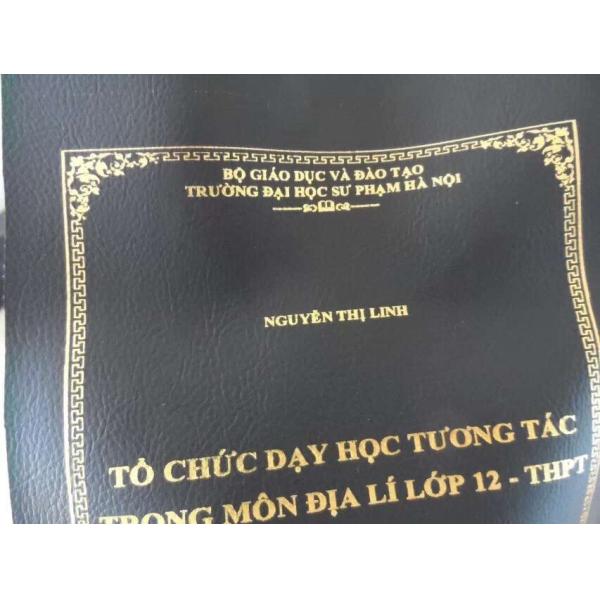 BỘ GIÁO DỤC VÀ ĐÀO TẠO
TRƯỜNG ĐẠI HỌC SƯ PHẠM HÀ NỘI
NGUYỄN THỊ LINH
TỔ CHỨC DẠY HỌC TƯƠNG TÁC
TRONG MÔN ĐỊA LÍ LỚP 12 - THPT